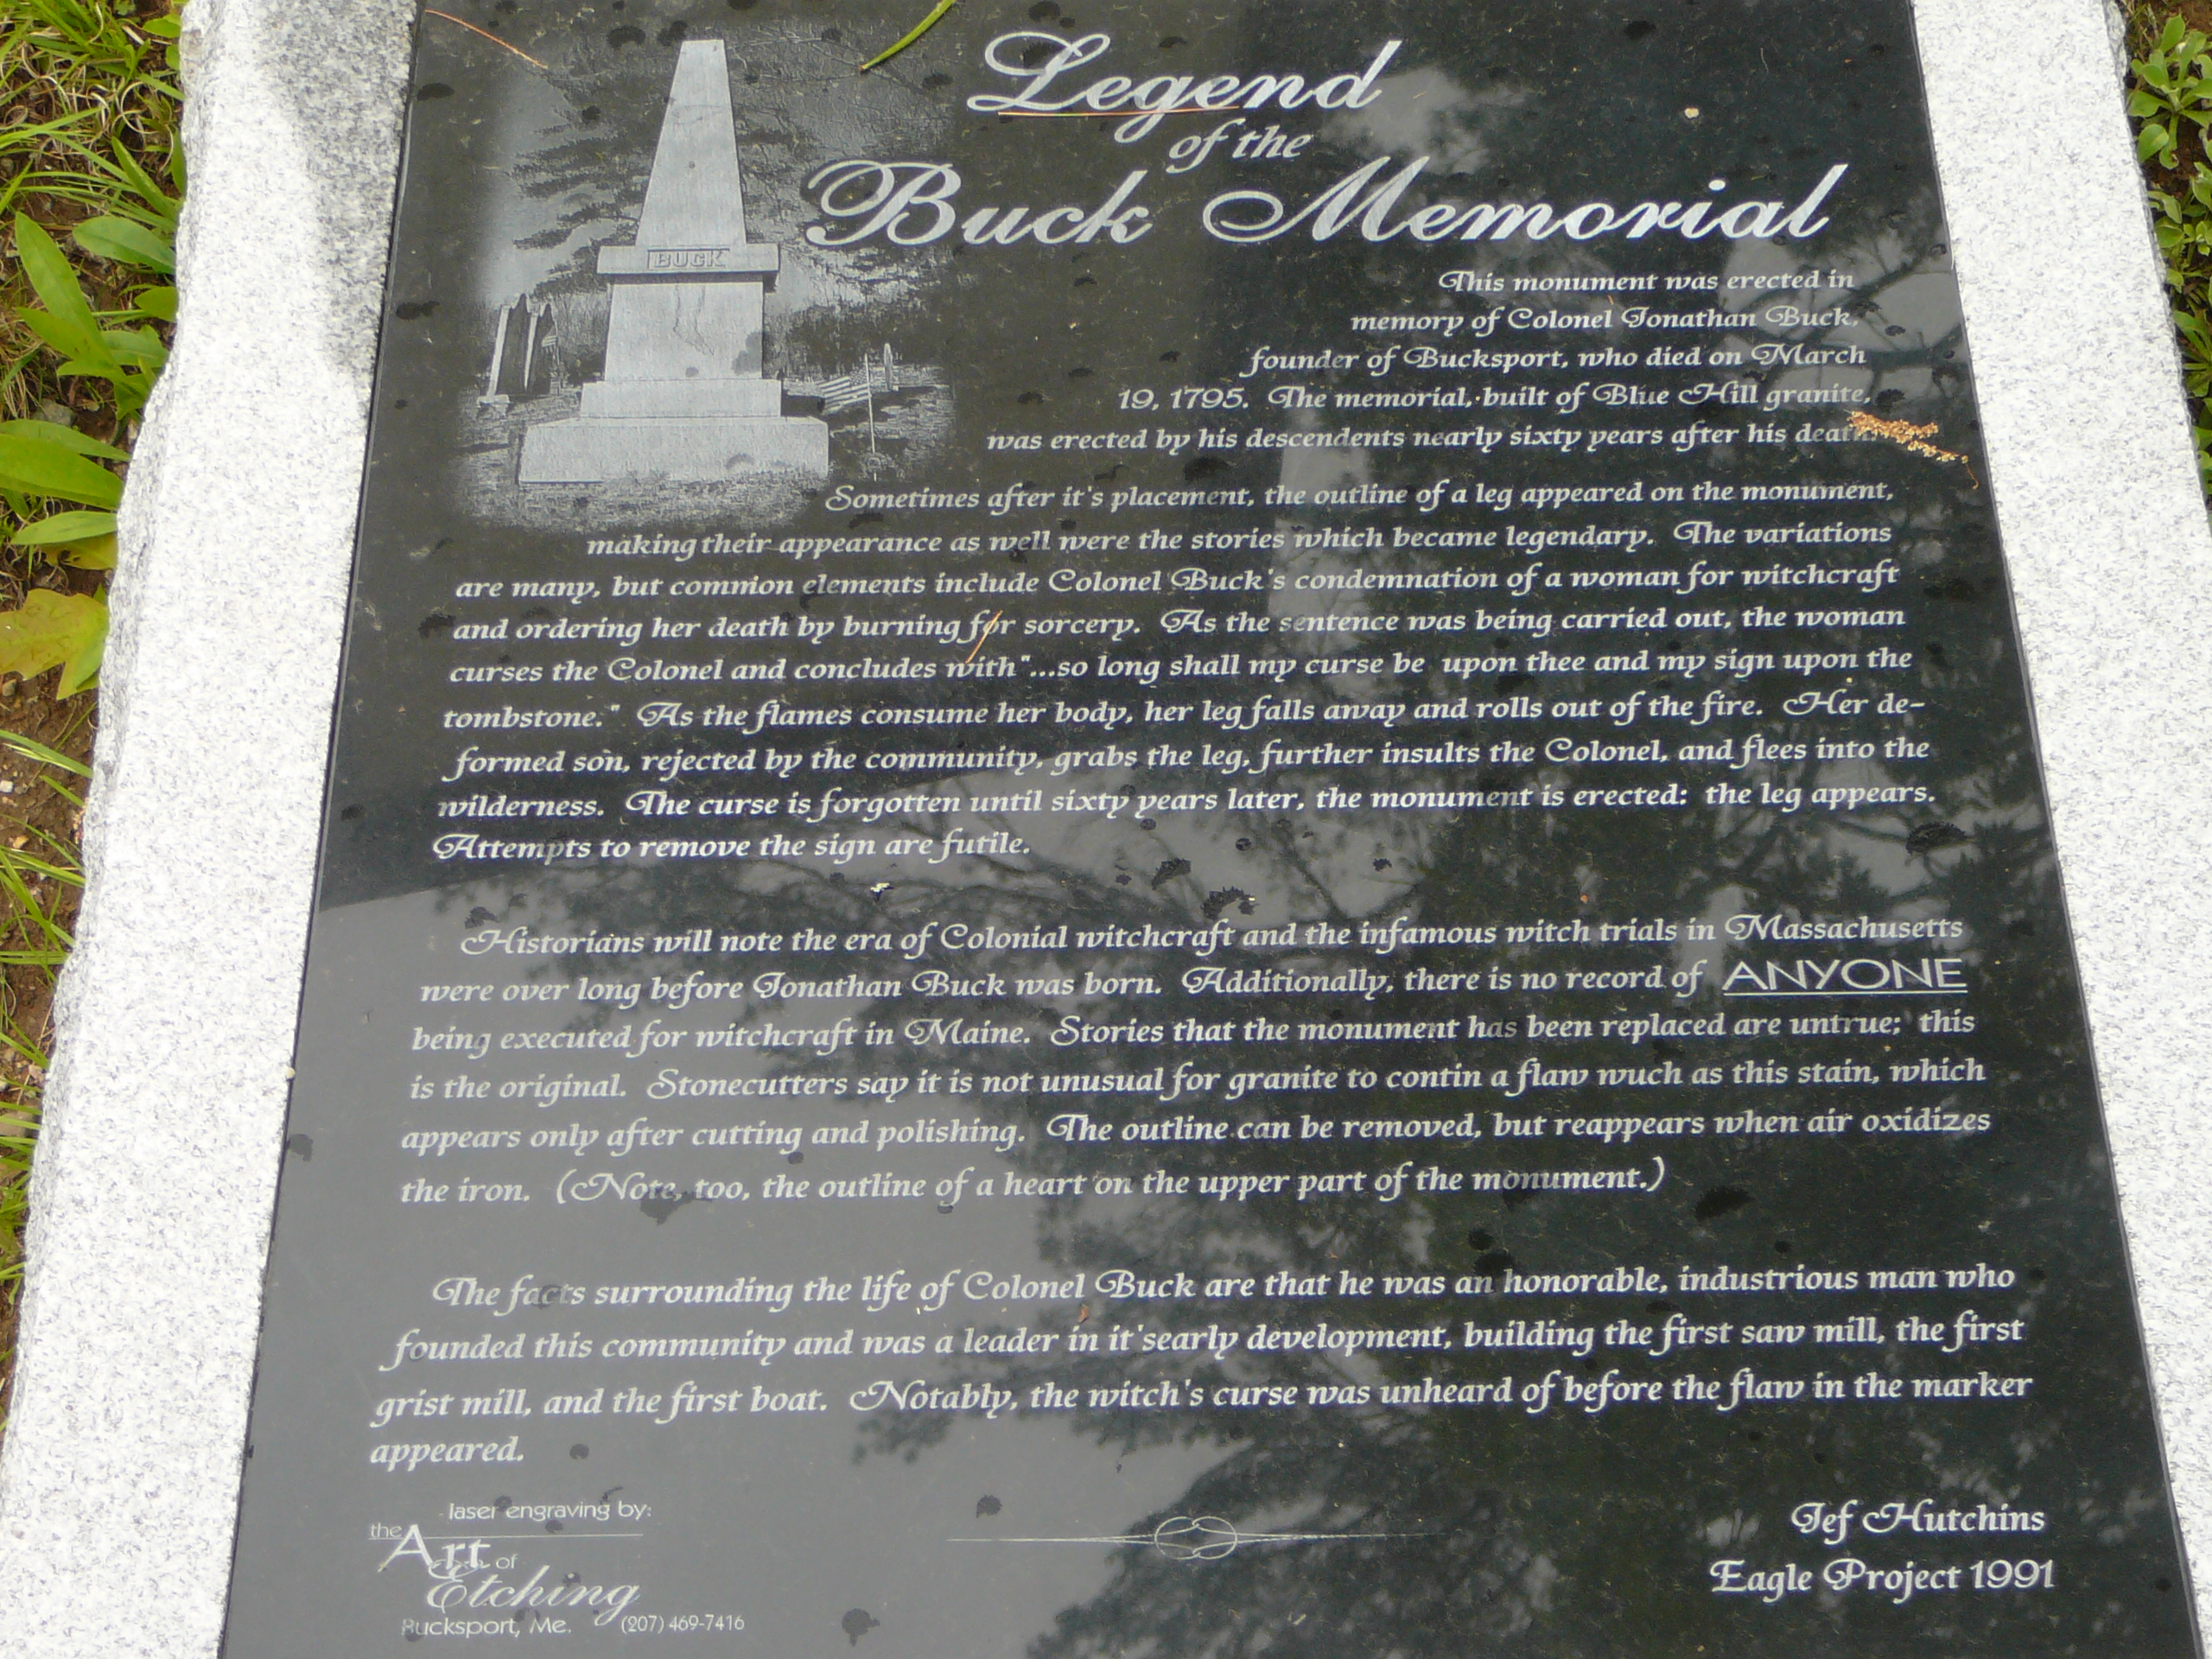 Legend
of the
Buck Memorial
BUCK
This monument was erected in
memory of Colonel Jonathan Buck,
founder of Bucksport, who died on March
19, 1795. The memorial, built of Blue Hill granite,
was erected by his descendents nearly sixty years after his death.
Sometimes after it's placement, the outline of a leg appeared on the monument,
making their appearance as well were the stories which became legendary. The variations
are many, but common elements include Colonel Buck's condemnation of a woman for witchcraft
and ordering her death by burning for sorcery. As the sentence was being carried out, the woman
curses the Colonel and concludes with "...so long shall my curse be upon thee and my sign upon the
tombstone." As the flames consume her body, her leg falls away and rolls out of the fire. Her de-
formed son, rejected by the community, grabs the leg, further insults the Colonel, and flees into the
wilderness. The curse is forgotten until sixty years later, the monument is erected: the leg appears.
Attempts to remove the sign are futile.
Historians will note the era of Colonial witchcraft and the infamous witch trials in Massachusetts
were over long before Jonathan Buck was born. Additionally, there is no record of ANYONE
being executed for witchcraft in Maine. Stories that the monument has been replaced are untrue; this
is the original. Stonecutters say it is not unusual for granite to contin a flaw wuch as this stain, which
appears only after cutting and polishing. The outline can be removed, but reappears when air oxidizes
the iron. (Note, too, the outline of a heart on the upper part of the monument.)
The facts surrounding the life of Colonel Buck are that he was an honorable, industrious man who
founded this community and was a leader in it'searly development, building the first saw mill, the first
grist mill, and the first boat. Notably, the witch's curse was unheard of before the flaw in the marker
appeared.
laser engraving by:
the Art of
Etching
Bucksport, Me. (207) 469-7416
Jef Hutchins
Eagle Project 1991